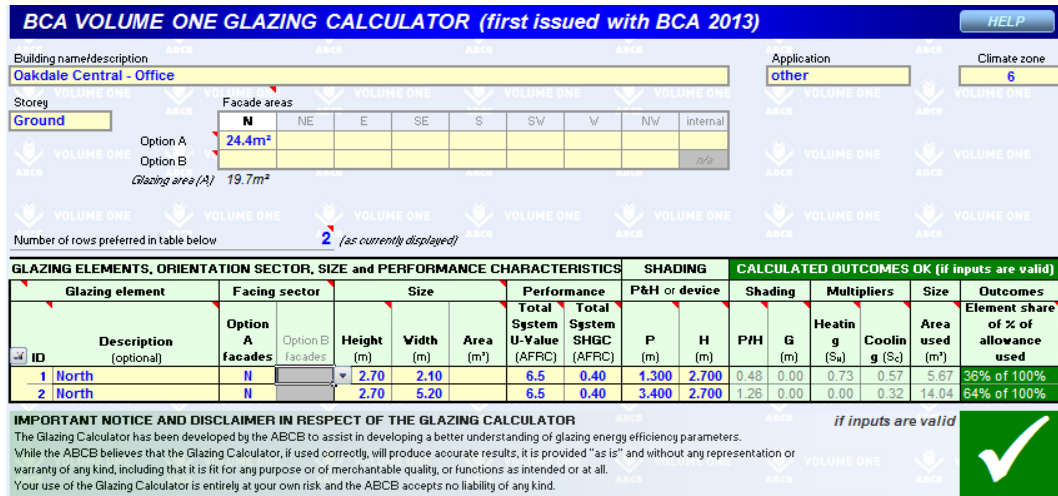 BCA VOLUME ONE GLAZING CALCULATOR (first issued with BCA 2013) HELP
Building name/description Application Climate zone
Oakdale Central - Office other 6
Storey Facade areas
Ground N NE E SE S SW W NW internal
Option A 24.4m²
Option B n/a
Glazing area (A) 19.7m²
Number of rows preferred in table below 2 (as currently displayed)
GLAZING ELEMENTS, ORIENTATION SECTOR, SIZE and PERFORMANCE CHARACTERISTICS SHADING CALCULATED OUTCOMES OK (if inputs are valid)
Glazing element Facing sector Size Performance P&H or device Shading Multipliers Size Outcomes
ID Description (optional) Option A facades Option B facades Height (m) Width (m) Area (m²) Total System U-Value (AFRC) Total System SHGC (AFRC) P (m) H (m) P/H G (m) Heatin g (Sʜ) Coolin g (Sᴄ) Area used (m²) Element share of % of allowance used
1 North N 2.70 2.10 6.5 0.40 1.300 2.700 0.48 0.00 0.73 0.57 5.67 36% of 100%
2 North N 2.70 5.20 6.5 0.40 3.400 2.700 1.26 0.00 0.00 0.32 14.04 64% of 100%
IMPORTANT NOTICE AND DISCLAIMER IN RESPECT OF THE GLAZING CALCULATOR if inputs are valid
The Glazing Calculator has been developed by the ABCB to assist in developing a better understanding of glazing energy efficiency parameters.
While the ABCB believes that the Glazing Calculator, if used correctly, will produce accurate results, it is provided "as is" and without any representation or
warranty of any kind, including that it is fit for any purpose or of merchantable quality, or functions as intended or at all.
Your use of the Glazing Calculator is entirely at your own risk and the ABCB accepts no liability of any kind.